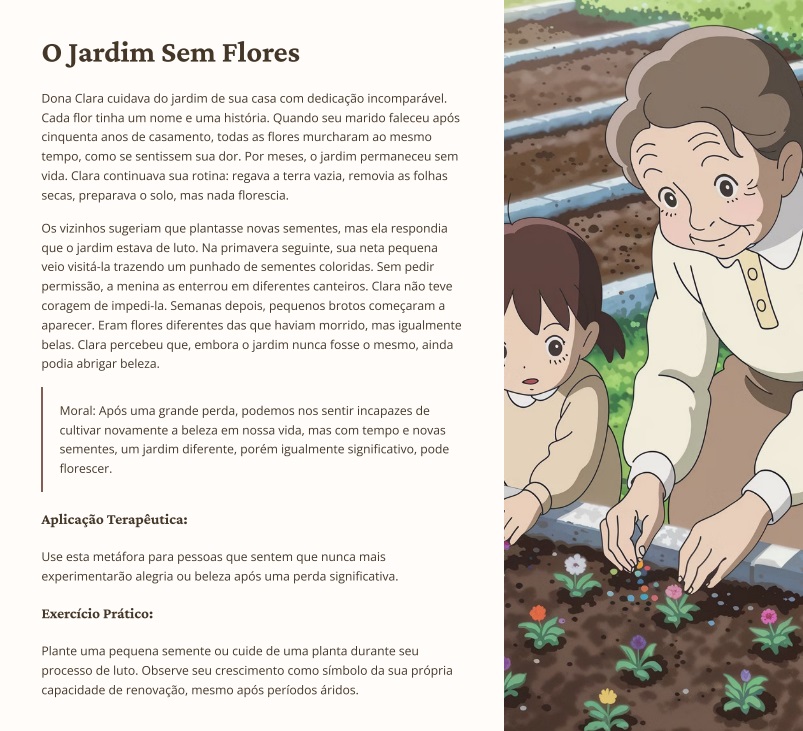 O Jardim Sem Flores
Dona Clara cuidava do jardim de sua casa com dedicação incomparável.
Cada flor tinha um nome e uma história. Quando seu marido faleceu após
cinquenta anos de casamento, todas as flores murcharam ao mesmo
tempo, como se sentissem sua dor. Por meses, o jardim permaneceu sem
vida. Clara continuava sua rotina: regava a terra vazia, removia as folhas
secas, preparava o solo, mas nada florescia.
Os vizinhos sugeriam que plantasse novas sementes, mas ela respondia
que o jardim estava de luto. Na primavera seguinte, sua neta pequena
veio visitá-la trazendo um punhado de sementes coloridas. Sem pedir
permissão, a menina as enterrou em diferentes canteiros. Clara não teve
coragem de impedi-la. Semanas depois, pequenos brotos começaram a
aparecer. Eram flores diferentes das que haviam morrido, mas igualmente
belas. Clara percebeu que, embora o jardim nunca fosse o mesmo, ainda
podia abrigar beleza.
Moral: Após uma grande perda, podemos nos sentir incapazes de
cultivar novamente a beleza em nossa vida, mas com tempo e novas
sementes, um jardim diferente, porém igualmente significativo, pode
florescer.
Aplicação Terapêutica:
Use esta metáfora para pessoas que sentem que nunca mais
experimentarão alegria ou beleza após uma perda significativa.
Exercício Prático:
Plante uma pequena semente ou cuide de uma planta durante seu
processo de luto. Observe seu crescimento como símbolo da sua própria
capacidade de renovação, mesmo após períodos áridos.